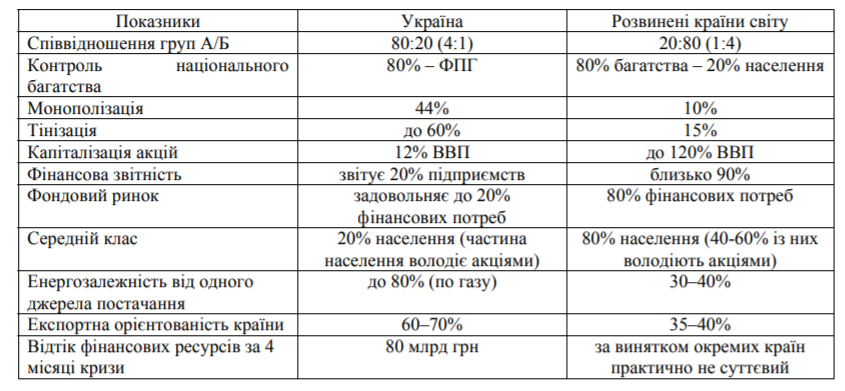 Показники Україна Розвинені країни світу
Співвідношення груп А/Б 80:20 (4:1) 20:80 (1:4)
Контроль національного 80% – ФПГ 80% багатства – 20% населення
багатства
Монополізація 44% 10%
Тінізація до 60% 15%
Капіталізація акцій 12% ВВП до 120% ВВП
Фінансова звітність звітує 20% підприємств близько 90%
Фондовий ринок задовольняє до 20% 80% фінансових потреб
фінансових потреб
Середній клас 20% населення (частина 80% населення (40-60% із них
населення володіє акціями) володіють акціями)
Енергозалежність від одного до 80% (по газу) 30–40%
джерела постачання
Експортна орієнтованість країни 60–70% 35–40%
Відтік фінансових ресурсів за 4 80 млрд грн за винятком окремих країн
місяці кризи практично не суттєвий